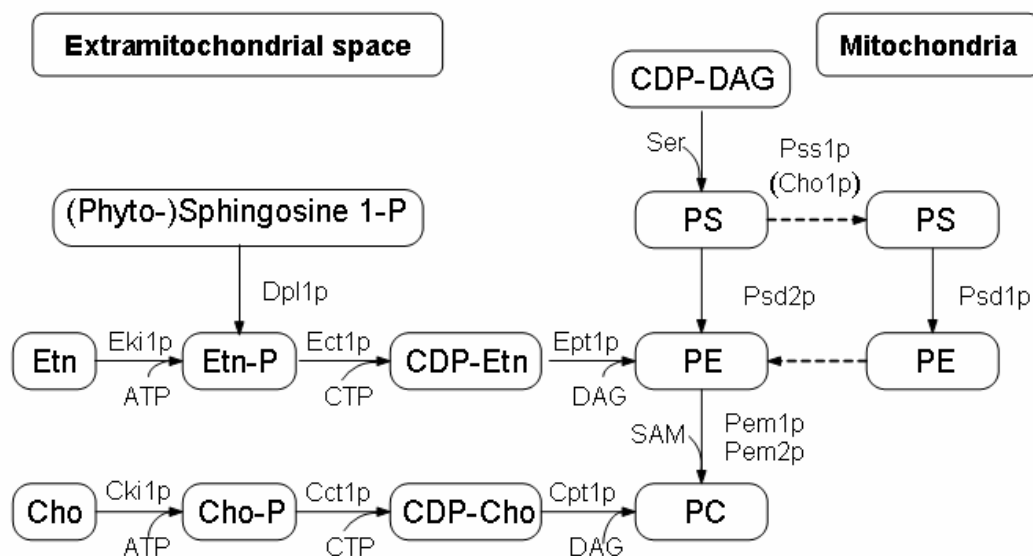 Extramitochondrial space
Mitochondria
CDP-DAG
Ser
Pss1p
(Cho1p)
(Phyto-)Sphingosine 1-P
PS
PS
Dpl1p
Psd2p
Psd1p
Etn
Eki1p
ATP
Etn-P
Ect1p
CTP
CDP-Etn
Ept1p
DAG
PE
PE
SAM
Pem1p
Pem2p
Cho
Cki1p
ATP
Cho-P
Cct1p
CTP
CDP-Cho
Cpt1p
DAG
PC